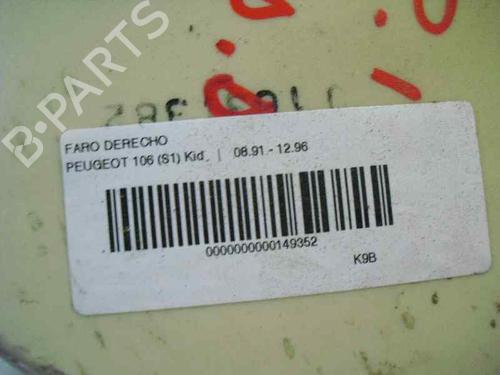 B-PARTS
FARO DERECHO
PEUGEOT 106 (S1) Kid | 08.91 - 12.96
0000000000149352
K9B